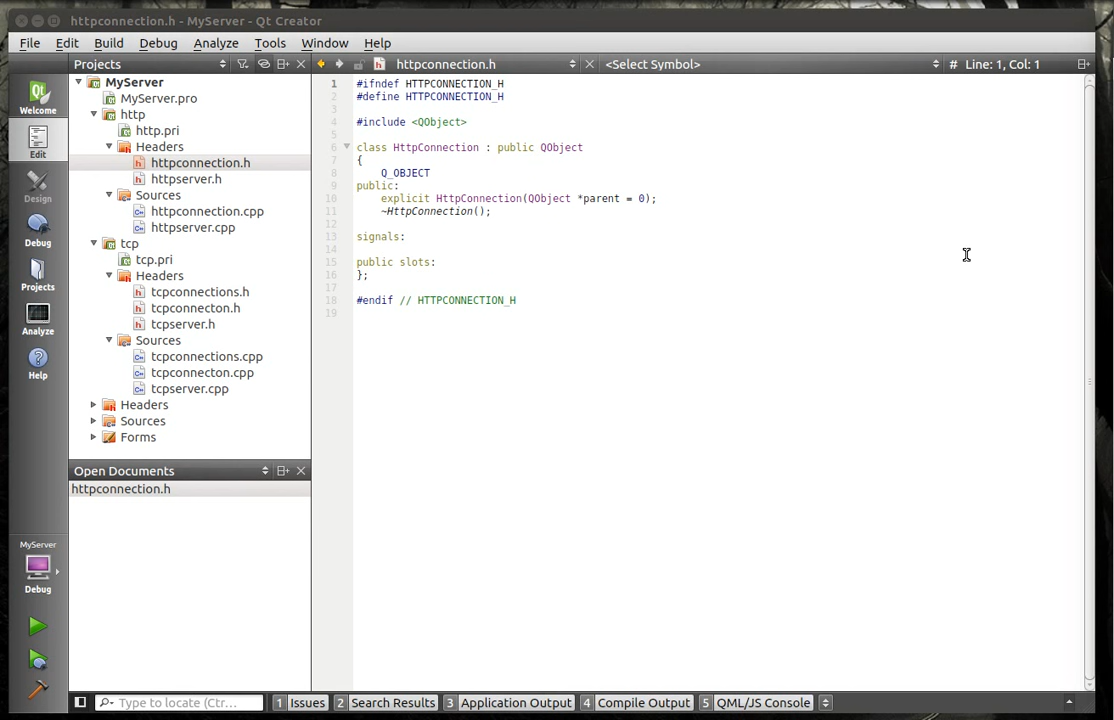 httpconnection.h - MyServer - Qt Creator
File Edit Build Debug Analyze Tools Window Help
Projects
httpconnection.h
<Select Symbol>
# Line: 1, Col: 1
Welcome
Edit
Design
Debug
Projects
Analyze
Help
MyServer
MyServer.pro
http
http.pri
Headers
httpconnection.h
httpserver.h
Sources
httpconnection.cpp
httpserver.cpp
tcp
tcp.pri
Headers
tcpconnections.h
tcpconnecton.h
tcpserver.h
Sources
tcpconnections.cpp
tcpconnecton.cpp
tcpserver.cpp
Headers
Sources
Forms
Open Documents
httpconnection.h
1 #ifndef HTTPCONNECTION_H
2 #define HTTPCONNECTION_H
3
4 #include <QObject>
5
6 class HttpConnection : public QObject
7 {
8 Q_OBJECT
9 public:
10 explicit HttpConnection(QObject *parent = 0);
11 ~HttpConnection();
12
13 signals:
14
15 public slots:
16 };
17
18 #endif // HTTPCONNECTION_H
19
MyServer
Debug
Type to locate (Ctr...
1 Issues 2 Search Results 3 Application Output 4 Compile Output 5 QML/JS Console